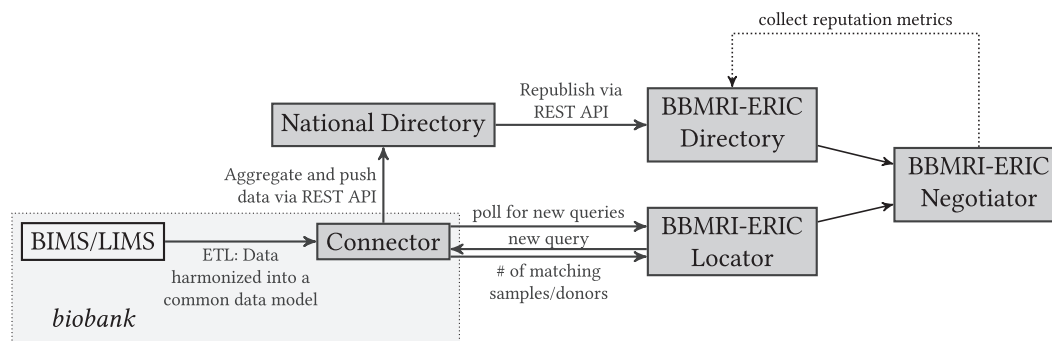 collect reputation metrics
Republish via
REST API
BBMRI-ERIC
Directory
National Directory
BBMRI-ERIC
Negotiator
Aggregate and push
data via REST API
BIMS/LIMS
ETL: Data
harmonized into a
common data model
Connector
poll for new queries
new query
# of matching
samples/donors
BBMRI-ERIC
Locator
biobank